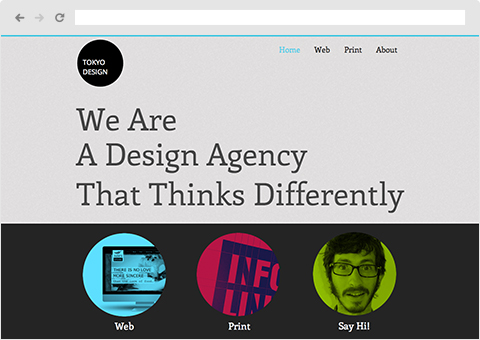 TOKYO
DESIGN
Home Web Print About
We Are
A Design Agency
That Thinks Differently
THERE IS NO LOVE
MORE SINCERE
INFO
LINE
Web Print Say Hi!